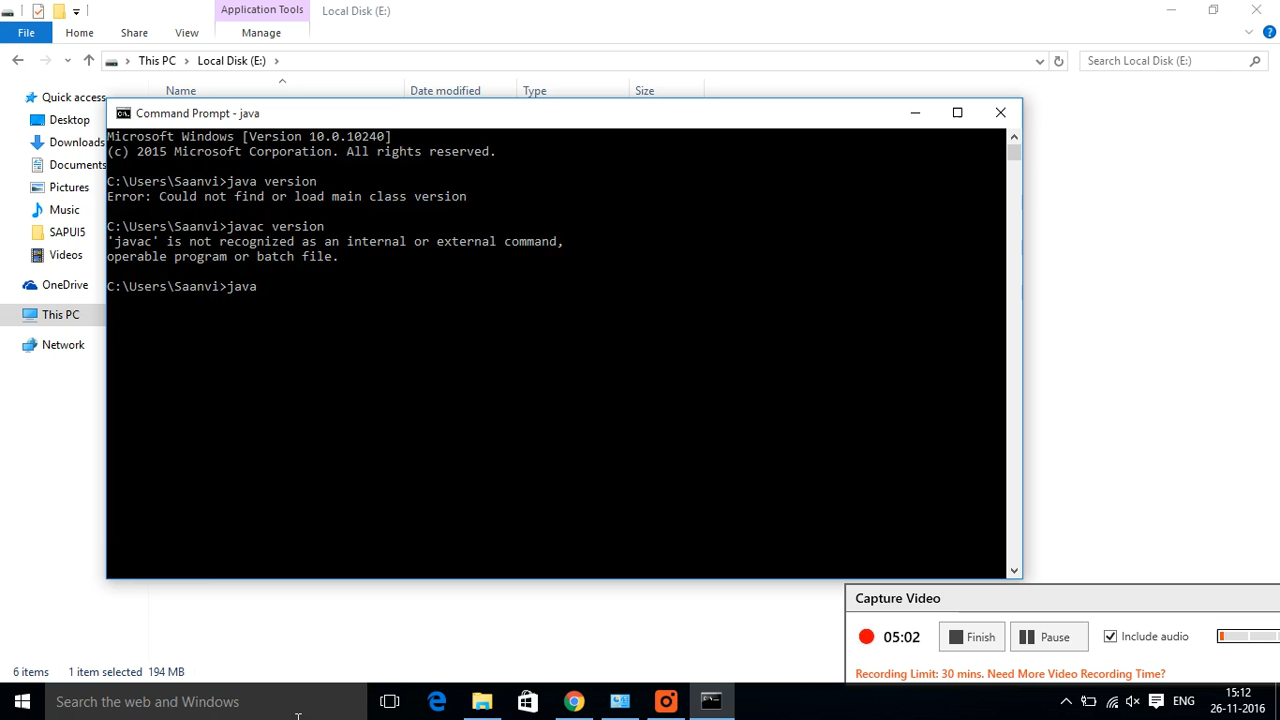 Application Tools
Local Disk (E:)
File
Home
Share
View
Manage
This PC
Local Disk (E:)
Search Local Disk (E:)
Name
Date modified
Type
Size
Quick access
Desktop
Downloads
Documents
Pictures
Music
SAPUI5
Videos
OneDrive
This PC
Network
Command Prompt - java
Microsoft Windows [Version 10.0.10240]
(c) 2015 Microsoft Corporation. All rights reserved.
C:\Users\Saanvi>java version
Error: Could not find or load main class version
C:\Users\Saanvi>javac version
'javac' is not recognized as an internal or external command,
operable program or batch file.
C:\Users\Saanvi>java
Capture Video
05:02
Finish
Pause
Include audio
Recording Limit: 30 mins. Need More Video Recording Time?
6 items
1 item selected 194 MB
Search the web and Windows
ENG
15:12
26-11-2016